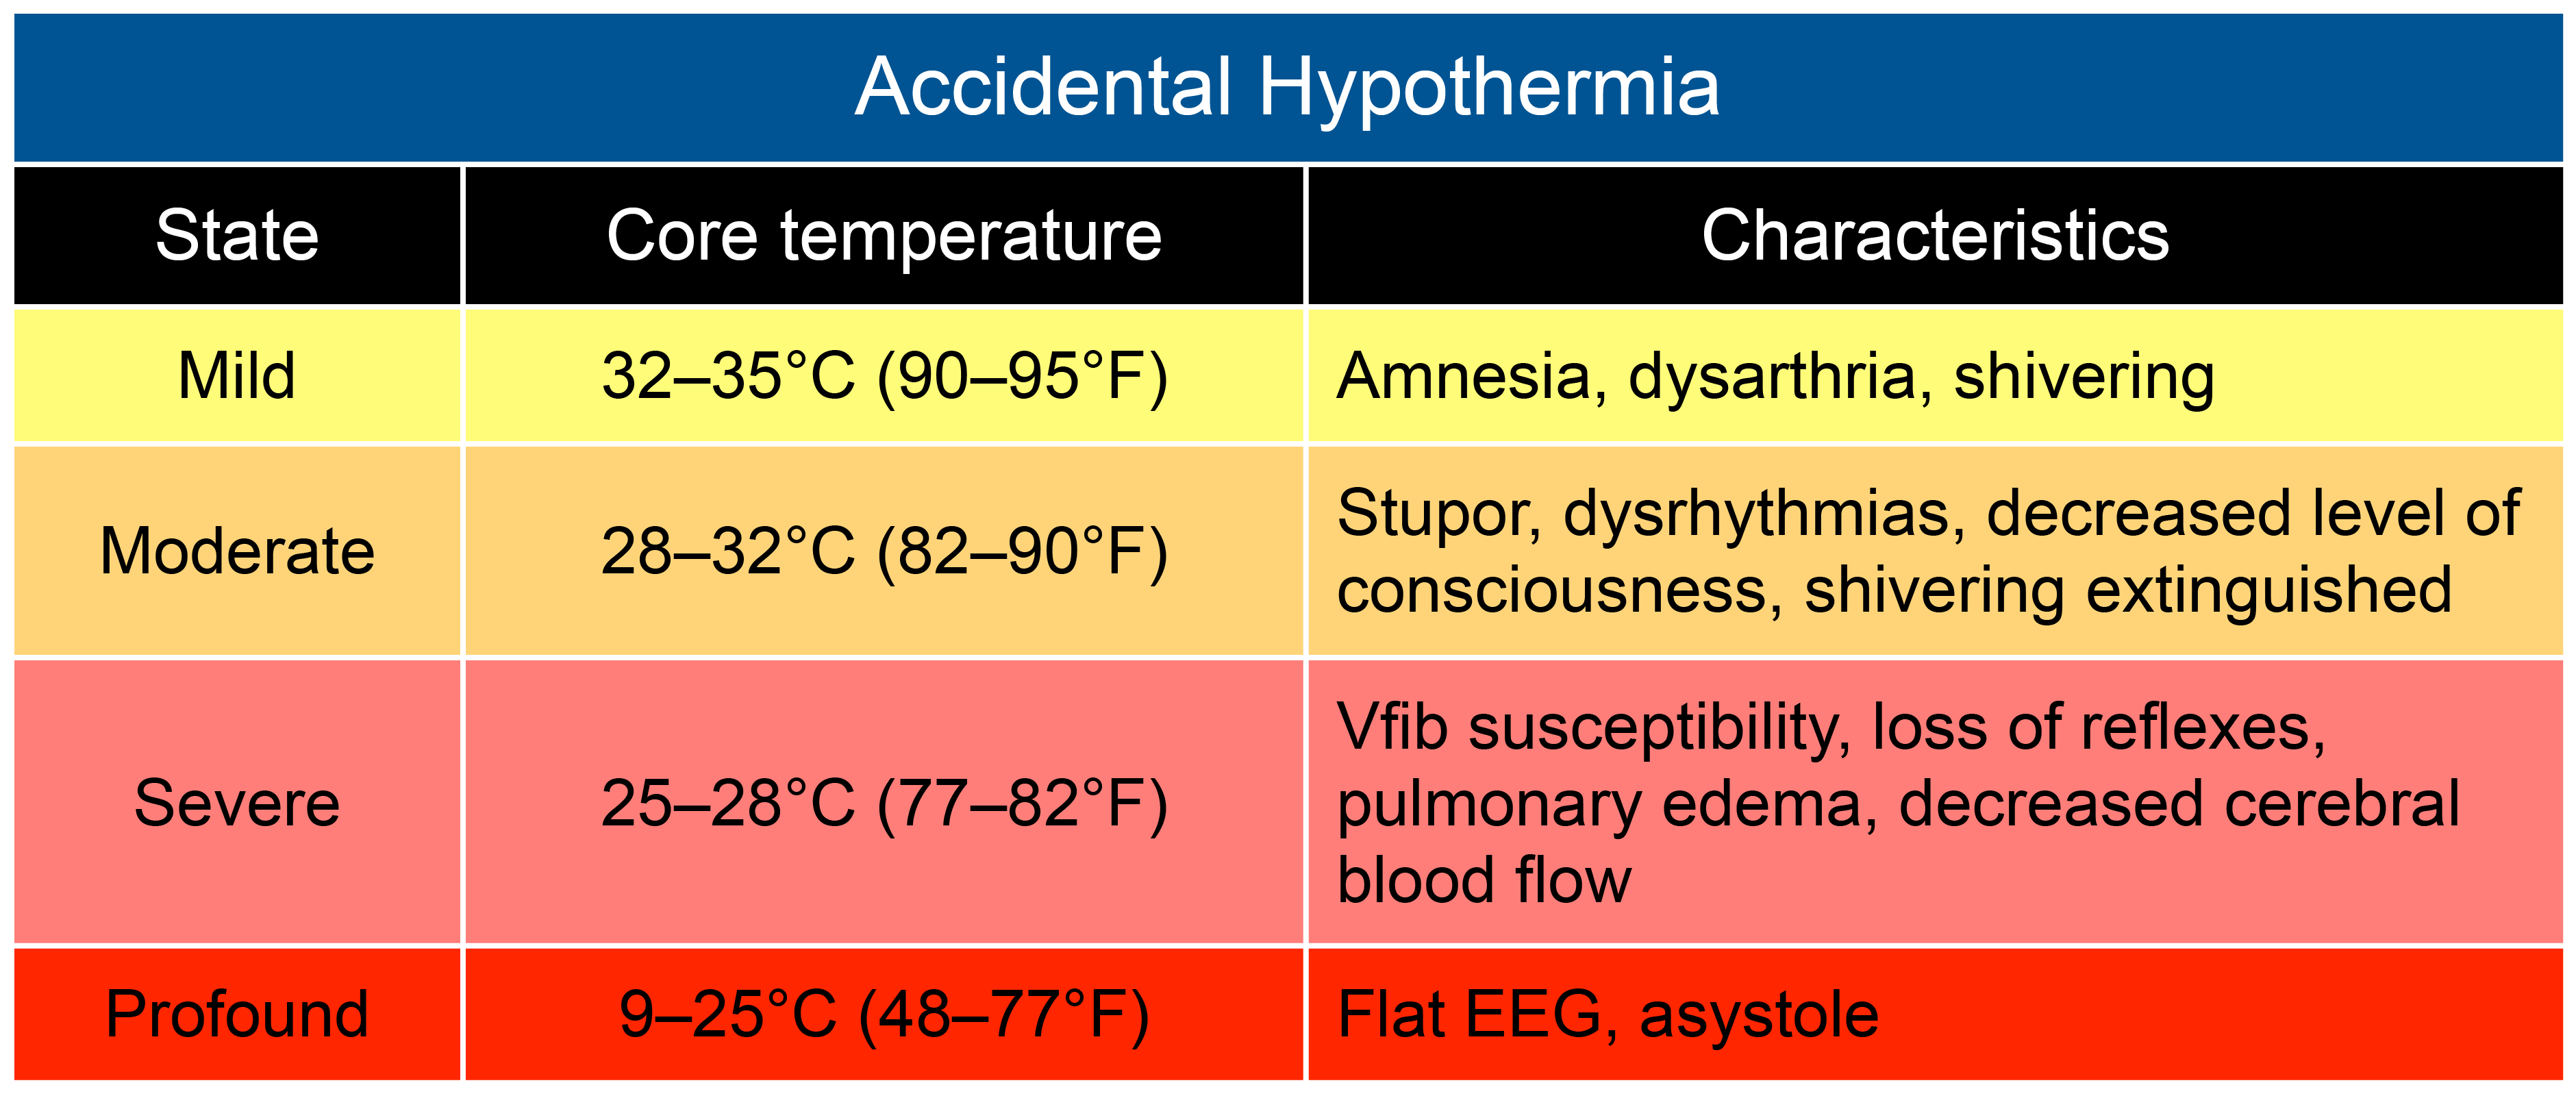 Accidental Hypothermia
State Core temperature Characteristics
Mild 32–35°C (90–95°F) Amnesia, dysarthria, shivering
Moderate 28–32°C (82–90°F) Stupor, dysrhythmias, decreased level of
consciousness, shivering extinguished
Severe 25–28°C (77–82°F) Vfib susceptibility, loss of reflexes,
pulmonary edema, decreased cerebral
blood flow
Profound 9–25°C (48–77°F) Flat EEG, asystole